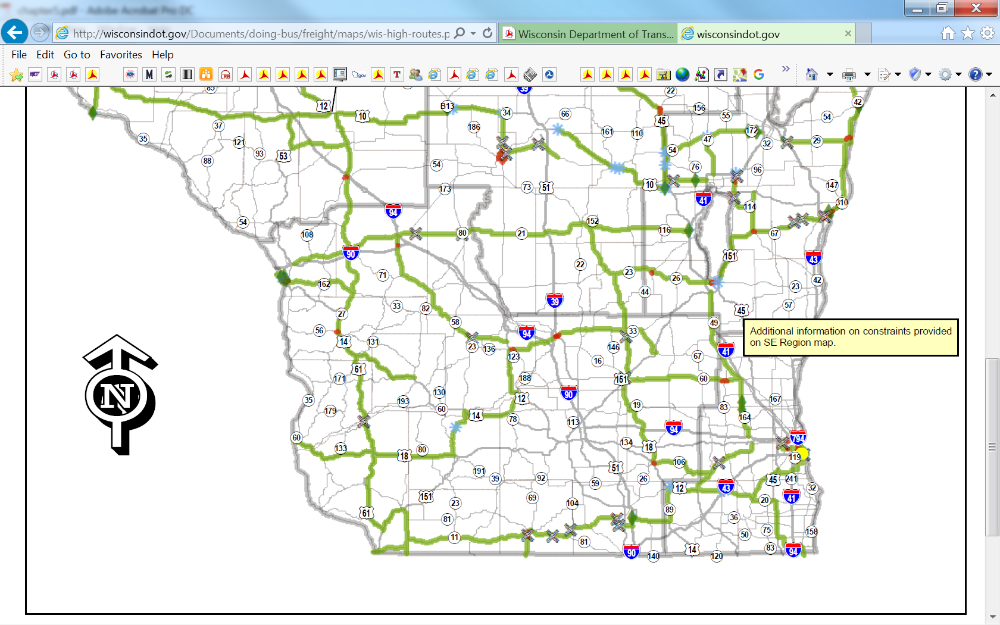 chapter5.pdf - Adobe Acrobat Pro DC
http://wisconsindot.gov/Documents/doing-bus/freight/maps/wis-high-routes.p
Wisconsin Department of Trans...
wisconsindot.gov
File Edit Go to Favorites Help
M LRB gov T G
85 39 22 42
12 10 B13 34 66 156 55 54
37 186 161 110 45 172
35 121 47 32 29
93 53 54
88 54 76 96
173 73 51 10 147
94 41 114 310
54 152
108 80 21 116 67
90 151 43
22
71 23 26 42
162 44 23
39
33 82 45 57
27
58 49
56 94 33
Additional information on constraints provided
on SE Region map.
14 131 23 136 146 41
123 16 67
61
171 188 151 60
N
130 12 90
35 193 167
179 60 14 19 83
78 113 94 164
60 134 794
133 80 18
18 119
106
191 51
39 92 26 45 241
59 12 43 32
151 69 41
23 104 20
61 89
81 36
11 81 50 75 158
90 140 14 120 83 94